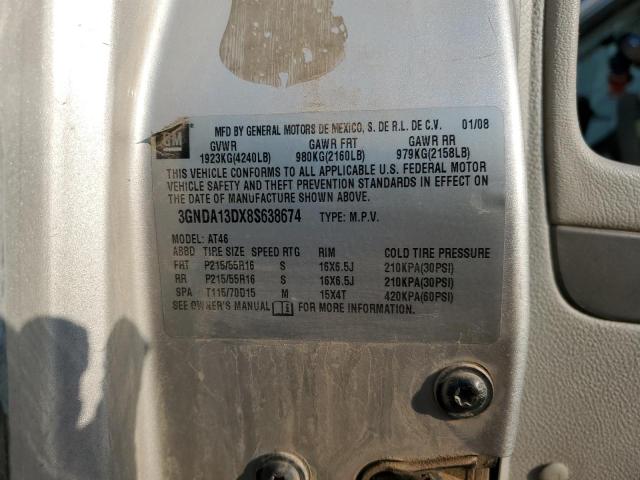 GM
MFD BY GENERAL MOTORS DE MEXICO, S. DE R.L. DE C.V. 01/08
GVWR GAWR FRT GAWR RR
1923KG(4240LB) 980KG(2160LB) 979KG(2158LB)
THIS VEHICLE CONFORMS TO ALL APPLICABLE U.S. FEDERAL MOTOR
VEHICLE SAFETY AND THEFT PREVENTION STANDARDS IN EFFECT ON
THE DATE OF MANUFACTURE SHOWN ABOVE.
3GNDA13DX8S638674 TYPE: M.P.V.
MODEL: AT46
A88D TIRE SIZE SPEED RTG RIM COLD TIRE PRESSURE
FRT P215/55R16 S 16X6.5J 210KPA(30PSI)
RR P215/55R16 S 16X6.5J 210KPA(30PSI)
SPA T115/70D15 M 15X4T 420KPA(60PSI)
SEE OWNER'S MANUAL FOR MORE INFORMATION.